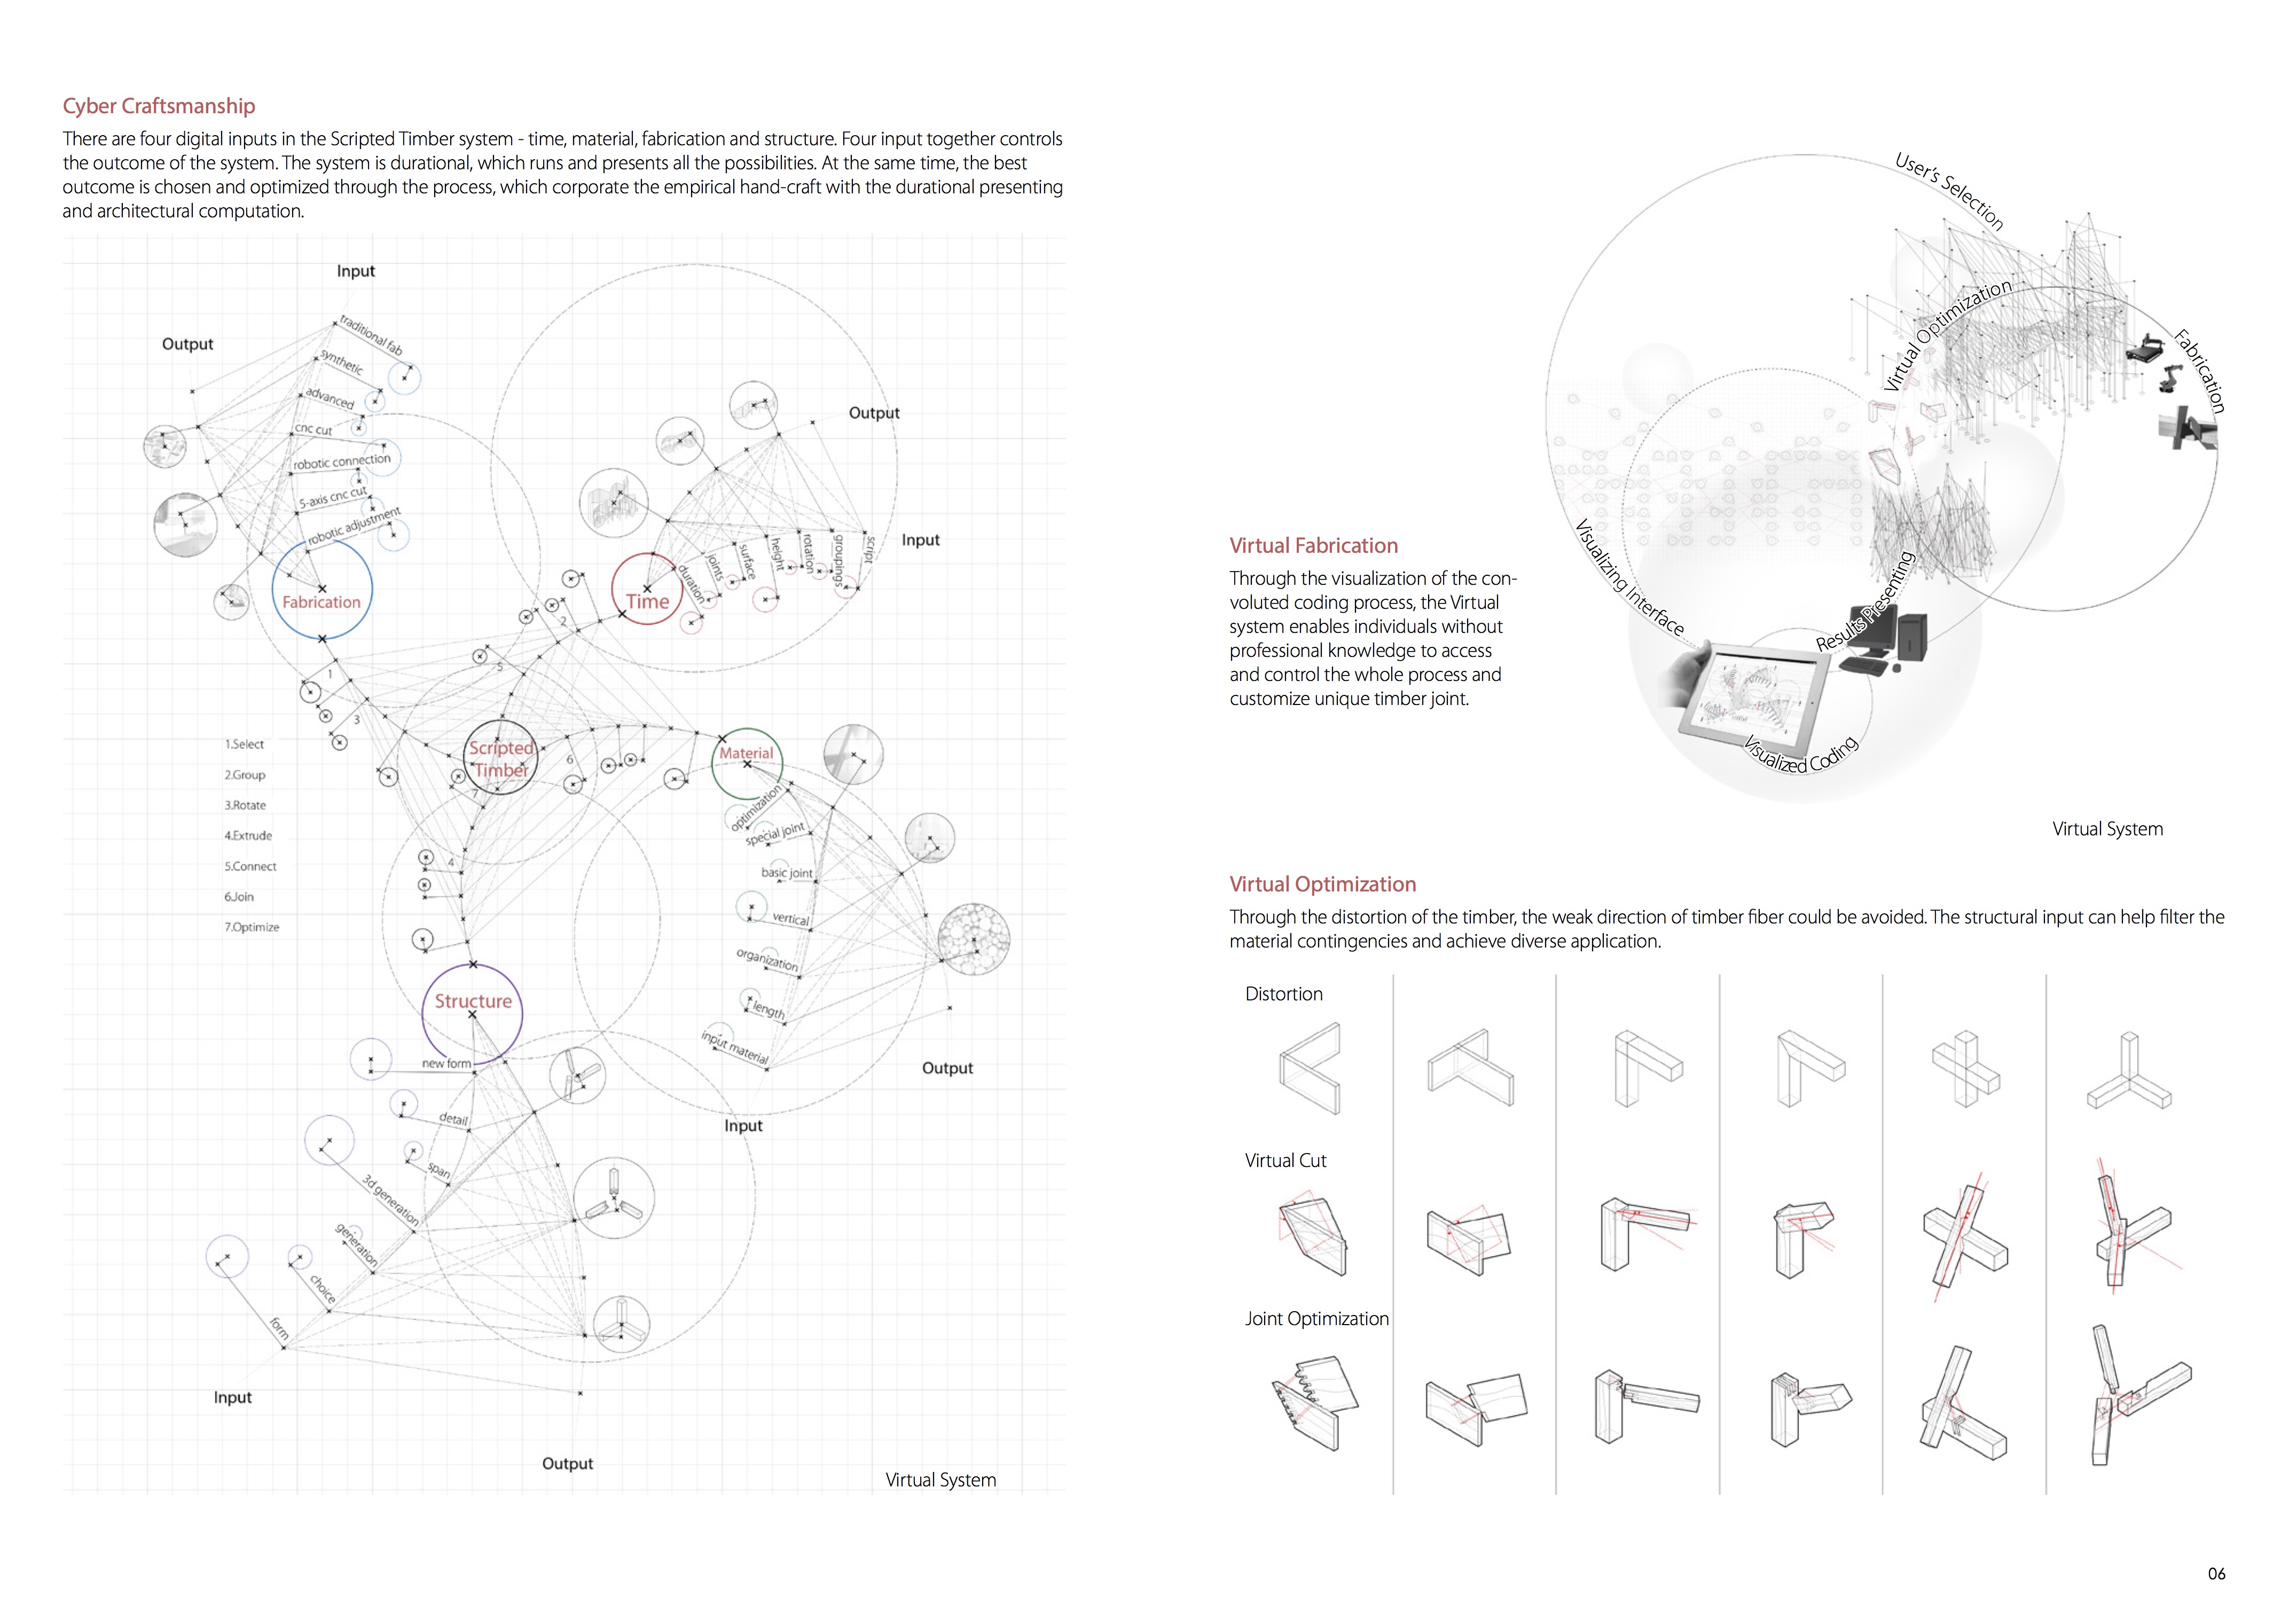 Cyber Craftsmanship
There are four digital inputs in the Scripted Timber system - time, material, fabrication and structure. Four input together controls
the outcome of the system. The system is durational, which runs and presents all the possibilities. At the same time, the best
outcome is chosen and optimized through the process, which corporate the empirical hand-craft with the durational presenting
and architectural computation.
Input
Output
traditional fab
synthetic
advanced
cnc cut
robotic connection
5-axis cnc cut
robotic adjustment
Fabrication
Output
Input
Time
duration
joints
surface
height
rotation
groupings
script
1
2
3
5
6
7
4
Scripted
Timber
Material
1.Select
2.Group
3.Rotate
4.Extrude
5.Connect
6.Join
7.Optimize
optimization
special joint
basic joint
vertical
organization
length
input material
Output
Input
Structure
new form
detail
span
3d generation
generation
choice
form
Input
Output
Virtual System
User's Selection
Virtual Optimization
Fabrication
Visualizing Interface
Results Presenting
Visualized Coding
Virtual System
Virtual Fabrication
Through the visualization of the con-
voluted coding process, the Virtual
system enables individuals without
professional knowledge to access
and control the whole process and
customize unique timber joint.
Virtual Optimization
Through the distortion of the timber, the weak direction of timber fiber could be avoided. The structural input can help filter the
material contingencies and achieve diverse application.
Distortion
Virtual Cut
Joint Optimization
06